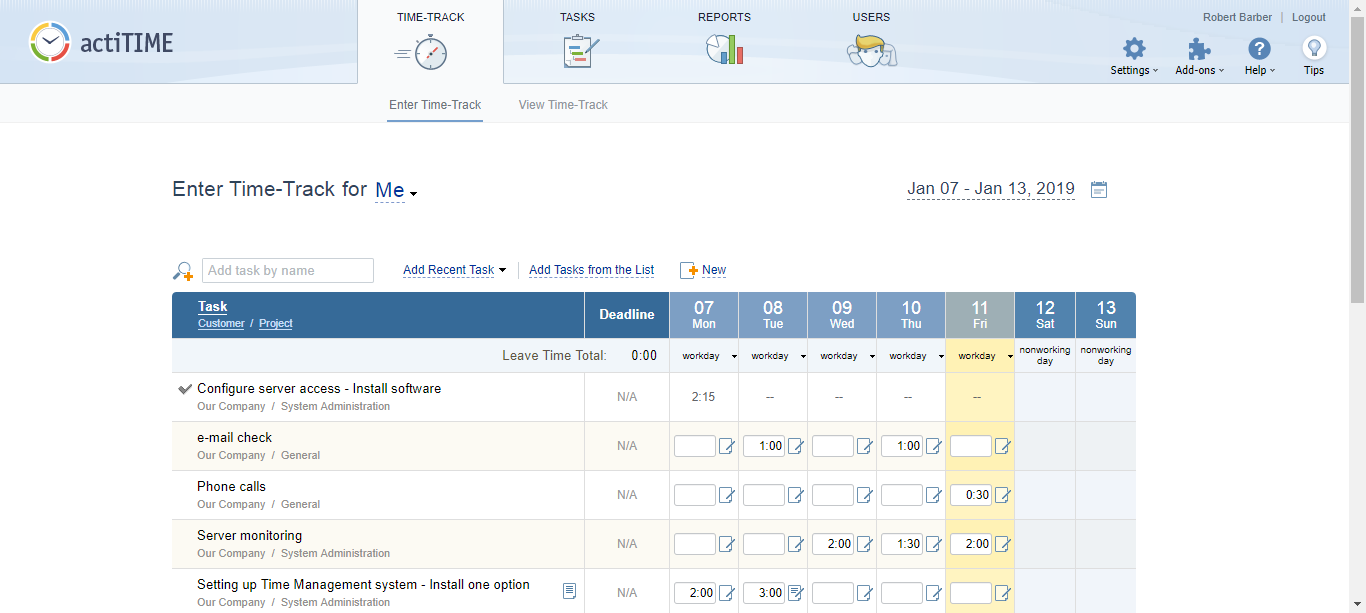 actiTIME
TIME-TRACK
TASKS
REPORTS
USERS
Robert Barber | Logout
Settings
Add-ons
Help
Tips
Enter Time-Track
View Time-Track
Enter Time-Track for Me
Jan 07 - Jan 13, 2019
Add task by name
Add Recent Task
Add Tasks from the List
New
Task
Customer / Project
Deadline
07 Mon
08 Tue
09 Wed
10 Thu
11 Fri
12 Sat
13 Sun
Leave Time Total: 0:00 workday workday workday workday workday nonworking day nonworking day
Configure server access - Install software
Our Company / System Administration
N/A 2:15 -- -- -- --
e-mail check
Our Company / General
N/A 1:00 1:00
Phone calls
Our Company / General
N/A 0:30
Server monitoring
Our Company / System Administration
N/A 2:00 1:30 2:00
Setting up Time Management system - Install one option
Our Company / System Administration
N/A 2:00 3:00